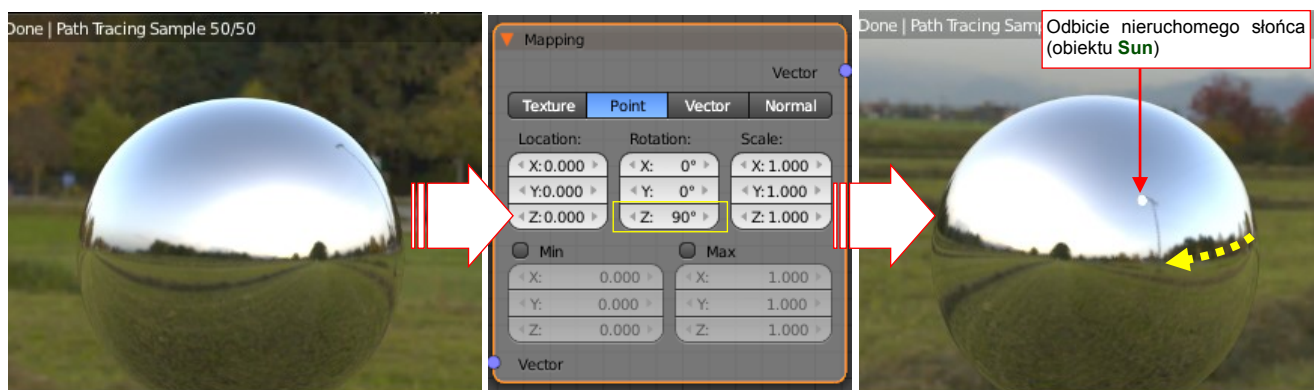 Done | Path Tracing Sample 50/50
Mapping
Vector
Texture Point Vector Normal
Location: Rotation: Scale:
X: 0.000 X: 0° X: 1.000
Y: 0.000 Y: 0° Y: 1.000
Z: 0.000 Z: 90° Z: 1.000
Min Max
X: 0.000 X: 1.000
Y: 0.000 Y: 1.000
Z: 0.000 Z: 1.000
Vector
Done | Path Tracing
Odbicie nieruchomego słońca
(obiektu Sun)